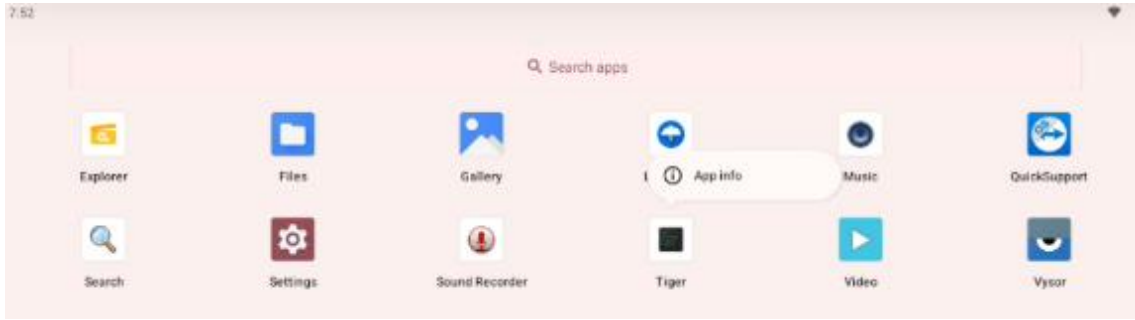 7:52
Search apps
Explorer
Files
Gallery
App info
Music
QuickSupport
Search
Settings
Sound Recorder
Tiger
Video
Vysor